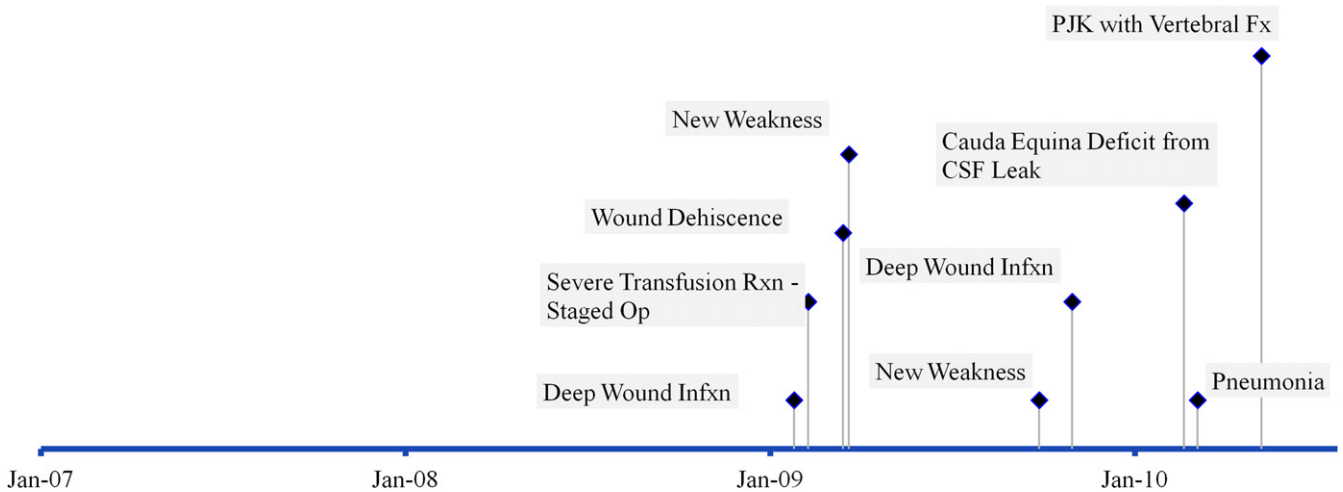 PJK with Vertebral Fx
New Weakness
Cauda Equina Deficit from
CSF Leak
Wound Dehiscence
Deep Wound Infxn
Severe Transfusion Rxn -
Staged Op
New Weakness
Pneumonia
Deep Wound Infxn
Jan-07
Jan-08
Jan-09
Jan-10